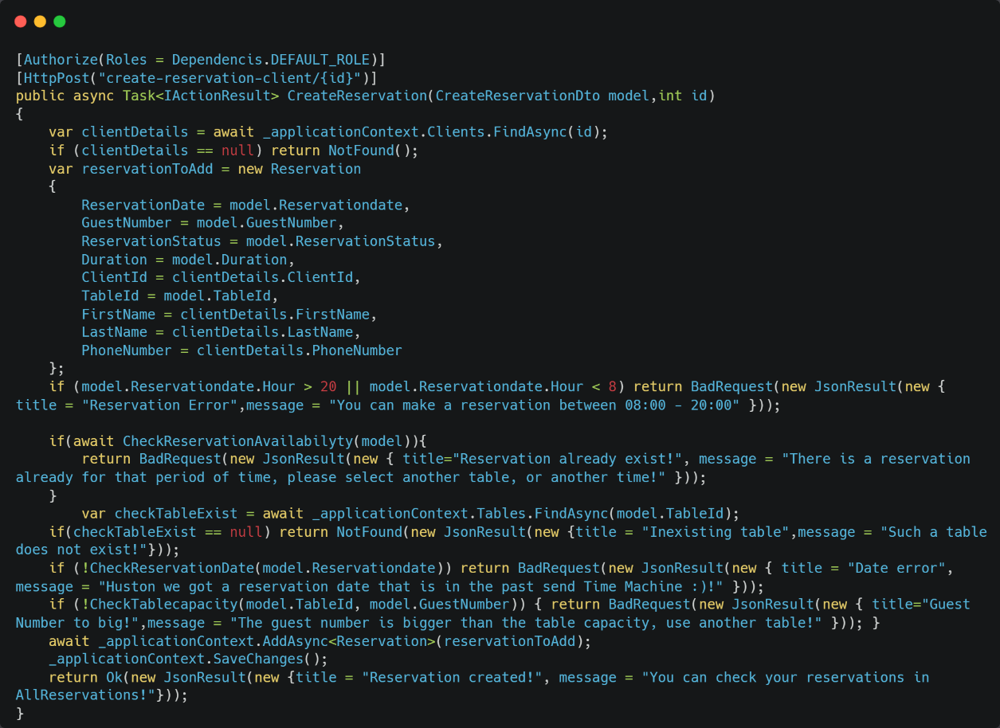 [Authorize(Roles = Dependencis.DEFAULT_ROLE)]
[HttpPost("create-reservation-client/{id}")]
public async Task<IActionResult> CreateReservation(CreateReservationDto model,int id)
{
    var clientDetails = await _applicationContext.Clients.FindAsync(id);
    if (clientDetails == null) return NotFound();
    var reservationToAdd = new Reservation
    {
        ReservationDate = model.Reservationdate,
        GuestNumber = model.GuestNumber,
        ReservationStatus = model.ReservationStatus,
        Duration = model.Duration,
        ClientId = clientDetails.ClientId,
        TableId = model.TableId,
        FirstName = clientDetails.FirstName,
        LastName = clientDetails.LastName,
        PhoneNumber = clientDetails.PhoneNumber
    };
    if (model.Reservationdate.Hour > 20 || model.Reservationdate.Hour < 8) return BadRequest(new JsonResult(new {
title = "Reservation Error",message = "You can make a reservation between 08:00 - 20:00" }));

    if(await CheckReservationAvailabilyty(model)){
        return BadRequest(new JsonResult(new { title="Reservation already exist!", message = "There is a reservation
already for that period of time, please select another table, or another time!" }));
    }
        var checkTableExist = await _applicationContext.Tables.FindAsync(model.TableId);
    if(checkTableExist == null) return NotFound(new JsonResult(new {title = "Inexisting table",message = "Such a table
does not exist!"}));
    if (!CheckReservationDate(model.Reservationdate)) return BadRequest(new JsonResult(new { title = "Date error",
message = "Huston we got a reservation date that is in the past send Time Machine :)!" }));
    if (!CheckTablecapacity(model.TableId, model.GuestNumber)) { return BadRequest(new JsonResult(new { title="Guest
Number to big!",message = "The guest number is bigger than the table capacity, use another table!" })); }
    await _applicationContext.AddAsync<Reservation>(reservationToAdd);
    _applicationContext.SaveChanges();
    return Ok(new JsonResult(new {title = "Reservation created!", message = "You can check your reservations in
AllReservations!"}));
}